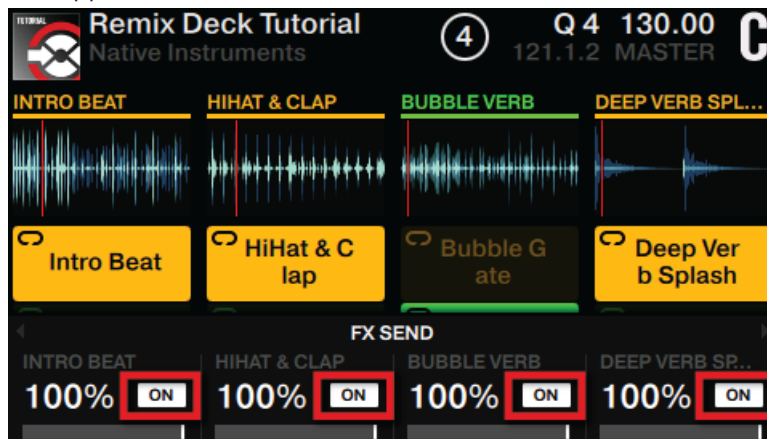 TUTORIAL
Remix Deck Tutorial
Native Instruments
4
Q 4 130.00
121.1.2 MASTER
C
INTRO BEAT HIHAT & CLAP BUBBLE VERB DEEP VERB SPL...
Intro Beat
HiHat & C
lap
Bubble G
ate
Deep Ver
b Splash
FX SEND
INTRO BEAT HIHAT & CLAP BUBBLE VERB DEEP VERB SP...
100% ON 100% ON 100% ON 100% ON